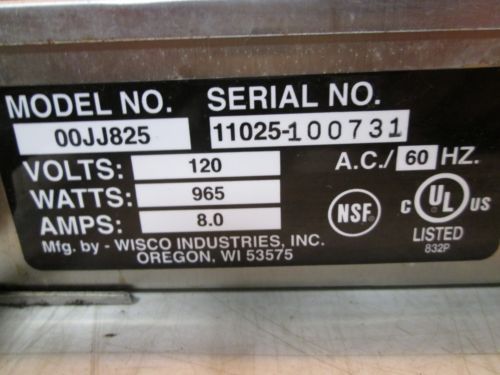 MODEL NO. SERIAL NO.
00JJ825 11025-100731
VOLTS: 120 A.C./ 60 HZ.
WATTS: 965
AMPS: 8.0
NSF
C UL US
LISTED
832P
Mfg. by - WISCO INDUSTRIES, INC.
OREGON, WI 53575